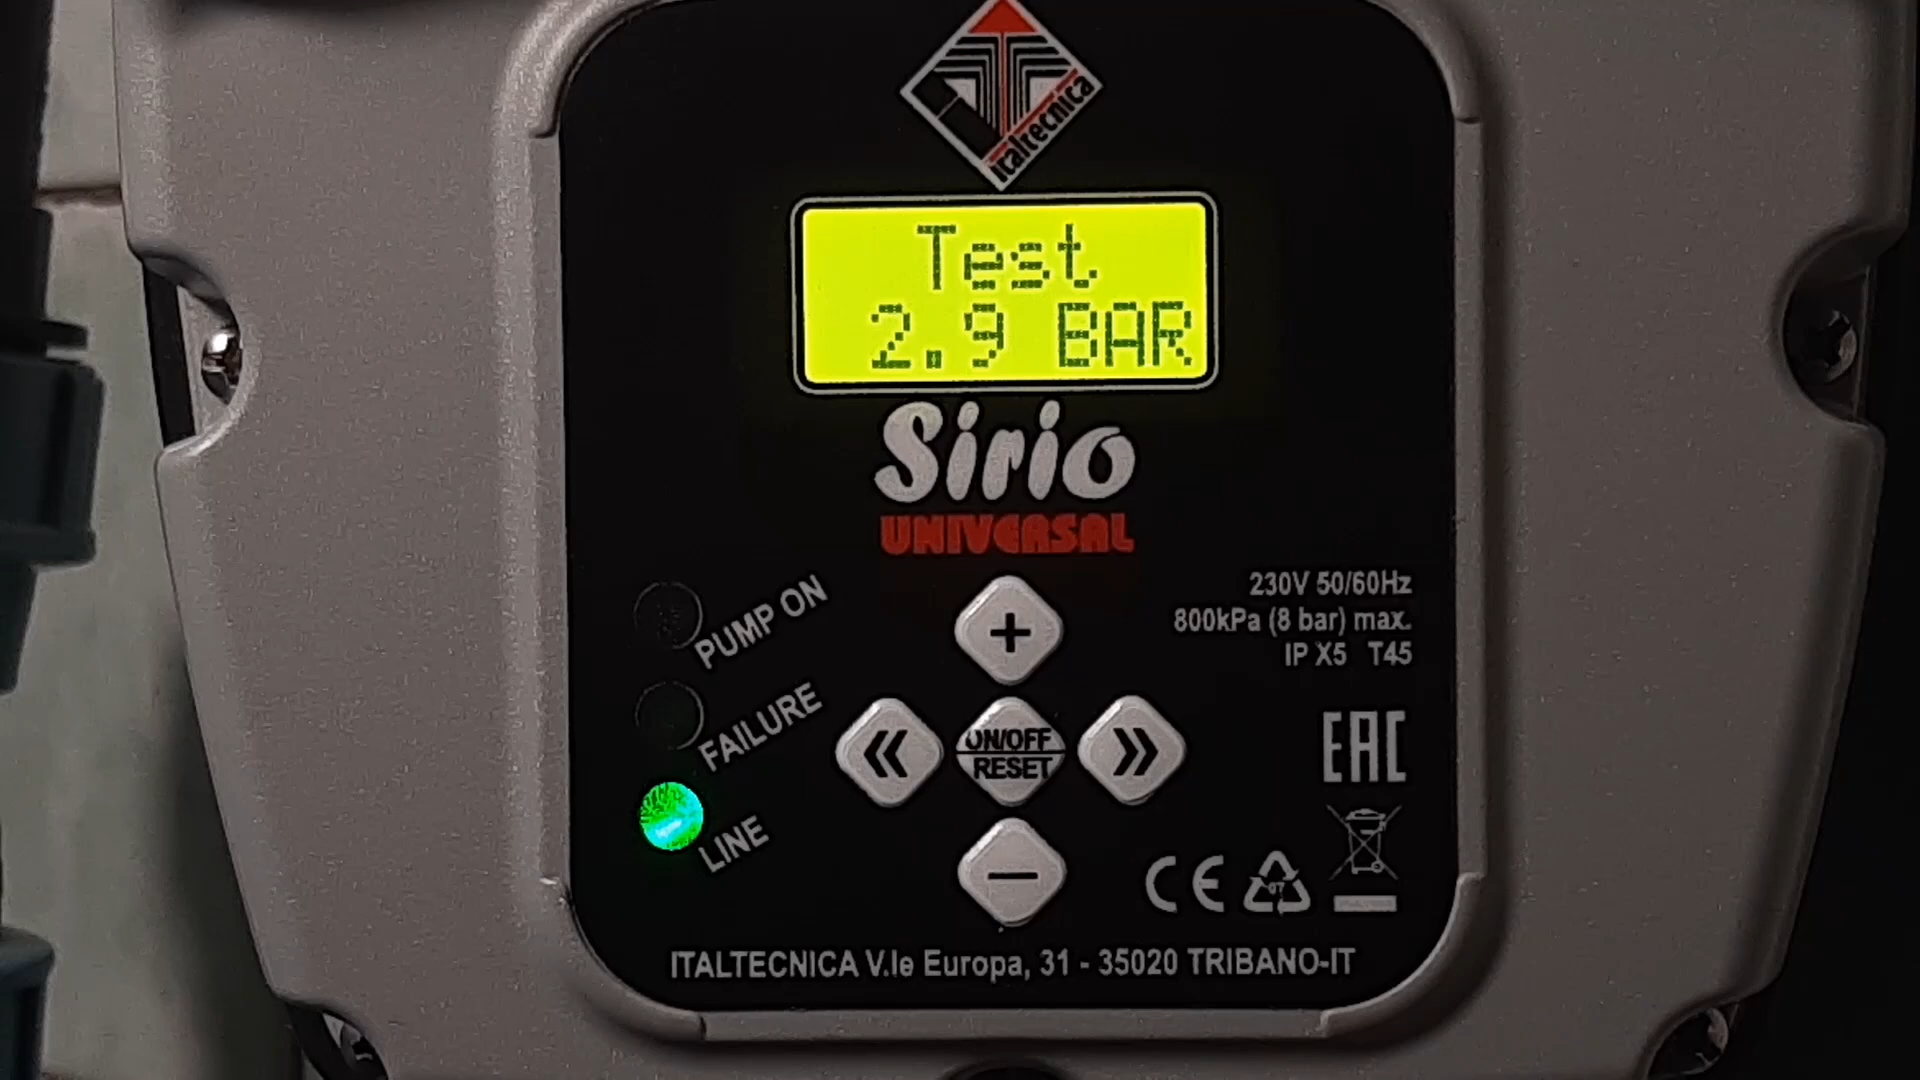 italtecnica
Test
2.9 BAR
Sirio
UNIVERSAL
230V 50/60Hz
800kPa (8 bar) max.
IP X5 T45
PUMP ON
FAILURE
LINE
+
«
ON/OFF
RESET
»
−
EAC
CE
07
ITALTECNICA V.le Europa, 31 - 35020 TRIBANO-IT